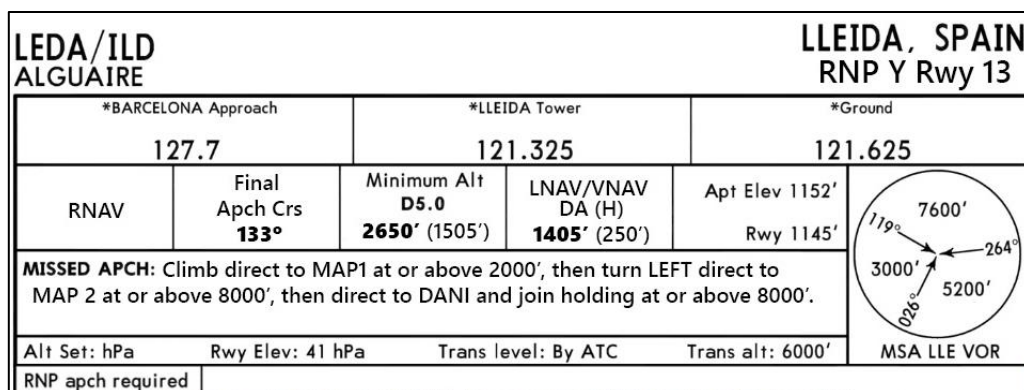 LEDA/ILD
ALGUAIRE
LLEIDA, SPAIN
RNP Y Rwy 13
*BARCELONA Approach
127.7
*LLEIDA Tower
121.325
*Ground
121.625
RNAV
Final
Apch Crs
133º
Minimum Alt
D5.0
2650' (1505')
LNAV/VNAV
DA (H)
1405' (250')
Apt Elev 1152'
Rwy 1145'
7600'
119°
264°
3000'
5200'
026°
MSA LLE VOR
MISSED APCH: Climb direct to MAP1 at or above 2000', then turn LEFT direct to
MAP 2 at or above 8000', then direct to DANI and join holding at or above 8000'.
Alt Set: hPa Rwy Elev: 41 hPa Trans level: By ATC Trans alt: 6000'
RNP apch required